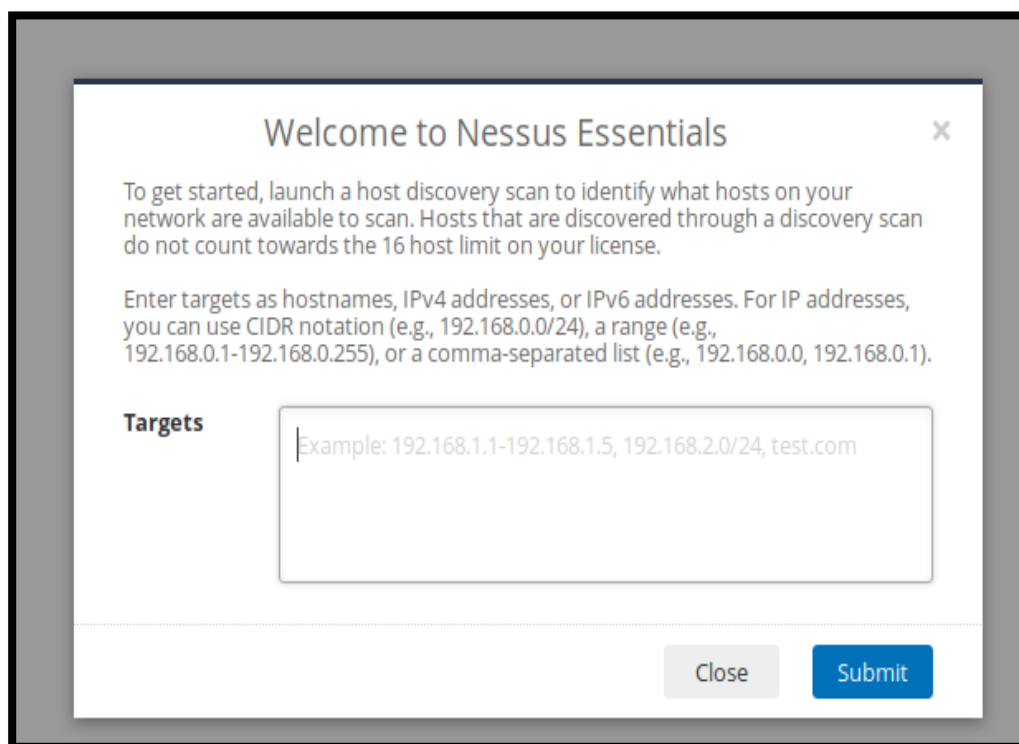 Welcome to Nessus Essentials
×
To get started, launch a host discovery scan to identify what hosts on your
network are available to scan. Hosts that are discovered through a discovery scan
do not count towards the 16 host limit on your license.
Enter targets as hostnames, IPv4 addresses, or IPv6 addresses. For IP addresses,
you can use CIDR notation (e.g., 192.168.0.0/24), a range (e.g.,
192.168.0.1-192.168.0.255), or a comma-separated list (e.g., 192.168.0.0, 192.168.0.1).
Targets
Example: 192.168.1.1-192.168.1.5, 192.168.2.0/24, test.com
Close
Submit